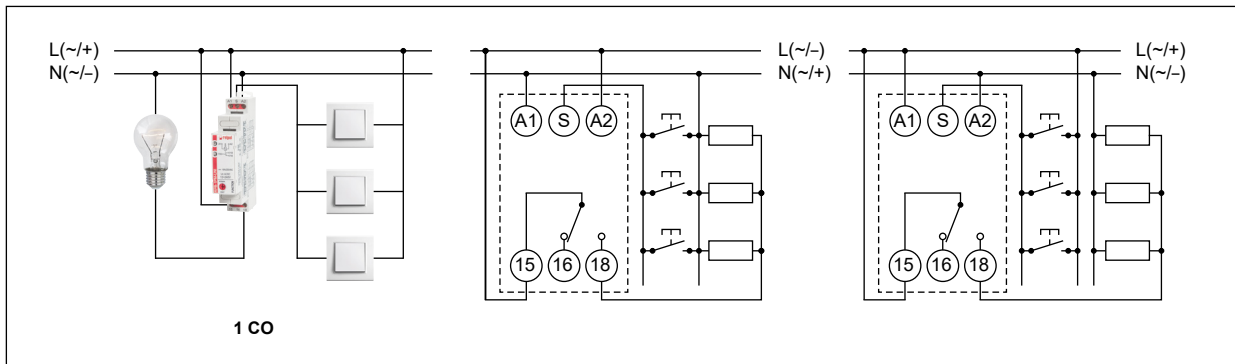 L(~/+)
N(~/–)
L(~/–)
N(~/+)
L(~/+)
N(~/–)
A1 S A2
15 16 18
A1 S A2
15 16 18
1 CO